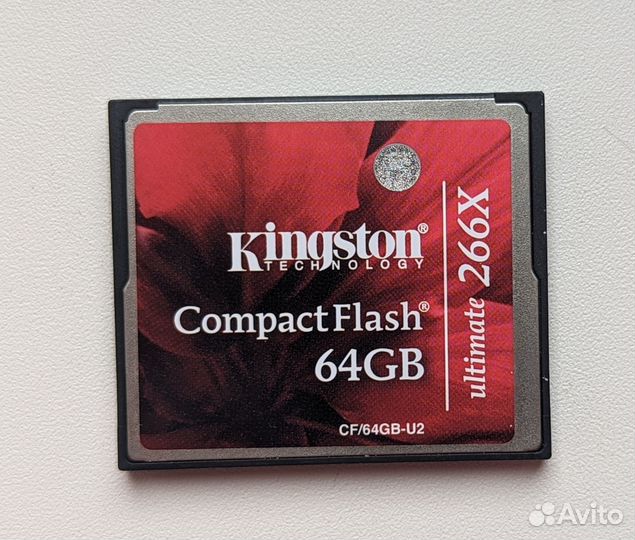 Kingston®
TECHNOLOGY
CompactFlash®
64GB
ultimate 266X
CF/64GB-U2
Avito